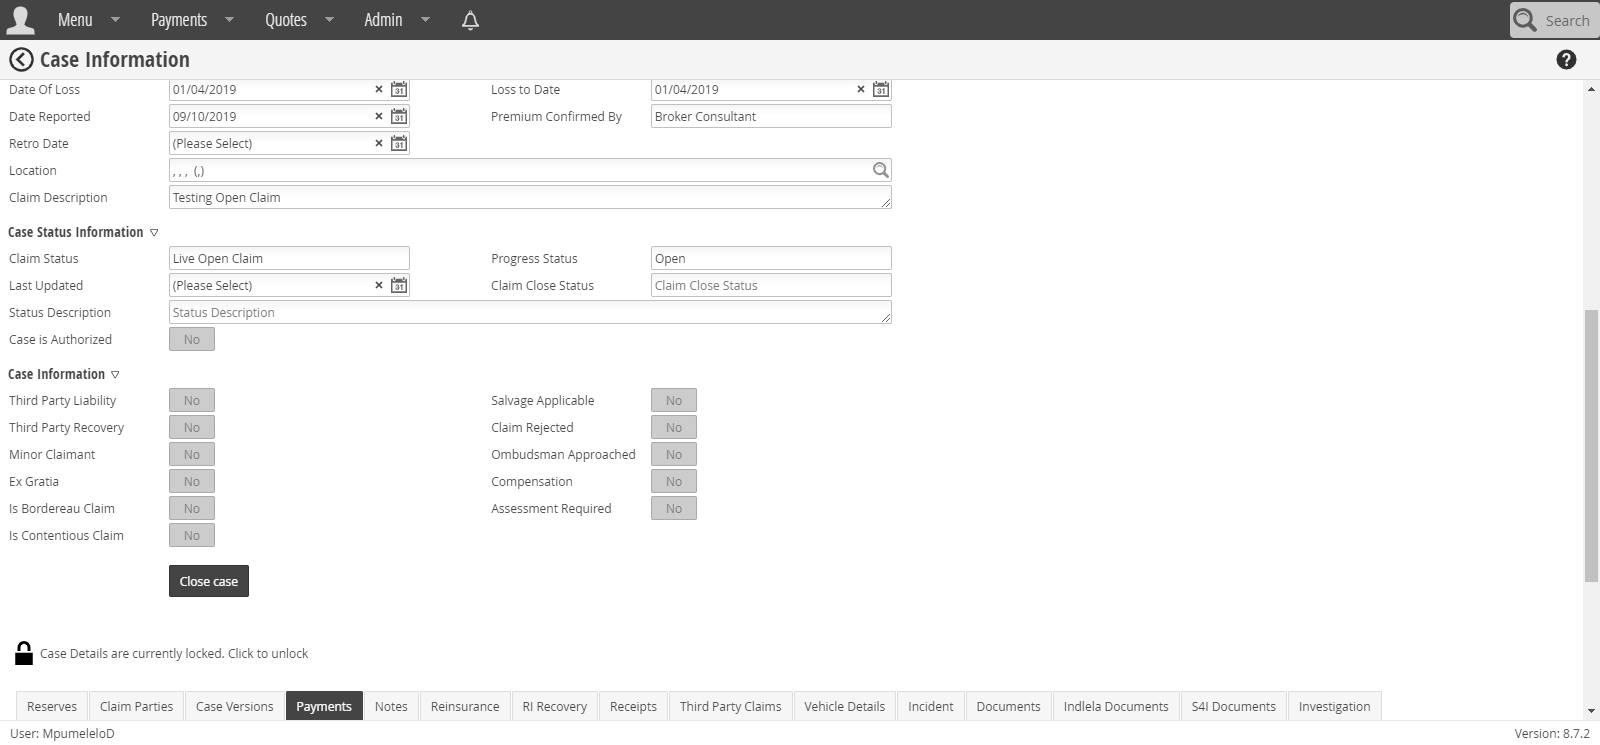 Menu Payments Quotes Admin Search
Case Information ?
Date Of Loss 01/04/2019 × 31 Loss to Date 01/04/2019 × 31
Date Reported 09/10/2019 × 31 Premium Confirmed By Broker Consultant
Retro Date (Please Select) × 31
Location , , , (,)
Claim Description Testing Open Claim
Case Status Information
Claim Status Live Open Claim Progress Status Open
Last Updated (Please Select) × 31 Claim Close Status Claim Close Status
Status Description Status Description
Case is Authorized No
Case Information
Third Party Liability No Salvage Applicable No
Third Party Recovery No Claim Rejected No
Minor Claimant No Ombudsman Approached No
Ex Gratia No Compensation No
Is Bordereau Claim No Assessment Required No
Is Contentious Claim No
Close case
Case Details are currently locked. Click to unlock
Reserves Claim Parties Case Versions Payments Notes Reinsurance RI Recovery Receipts Third Party Claims Vehicle Details Incident Documents Indlela Documents S4I Documents Investigation
User: MpumeleloD Version: 8.7.2